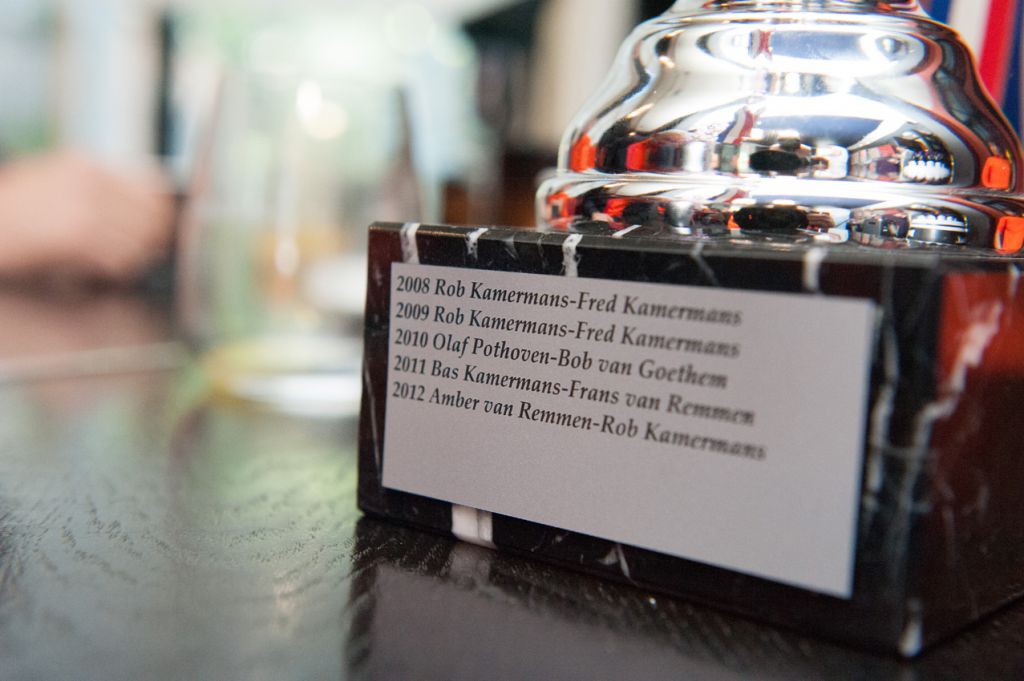 2008 Rob Kamermans-Fred Kamermans
2009 Rob Kamermans-Fred Kamermans
2010 Olaf Pothoven-Bob van Goethem
2011 Bas Kamermans-Frans van Remmen
2012 Amber van Remmen-Rob Kamermans